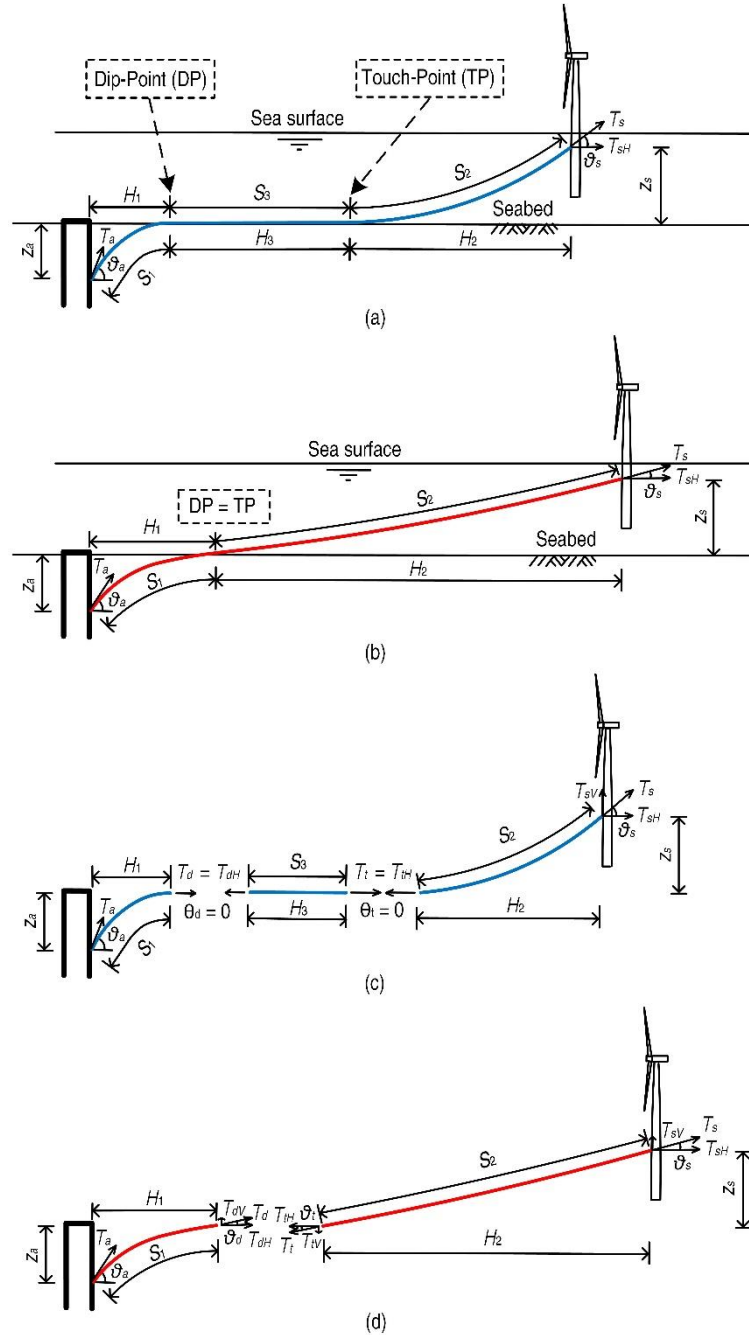 Dip-Point (DP)
Touch-Point (TP)
Sea surface
Tₛ
TₛH
ϑₛ
zₛ
S₂
H₁
S₃
Seabed
zₐ
Tₐ
ϑₐ
S₁
H₃
H₂
(a)
Sea surface
Tₛ
TₛH
ϑₛ
S₂
DP = TP
zₛ
H₁
Seabed
zₐ
Tₐ
ϑₐ
S₁
H₂
(b)
TₛV
Tₛ
TₛH
ϑₛ
S₂
zₛ
H₁
S₃
Td = TdH
Tt = TtH
zₐ
Tₐ
ϑₐ
S₁
θd = 0
H₃
θt = 0
H₂
(c)
TₛV
Tₛ
TₛH
ϑₛ
S₂
zₛ
H₁
TdV
Td
TtH
ϑt
ϑd
TdH
Tt
TtV
zₐ
Tₐ
ϑₐ
S₁
H₂
(d)